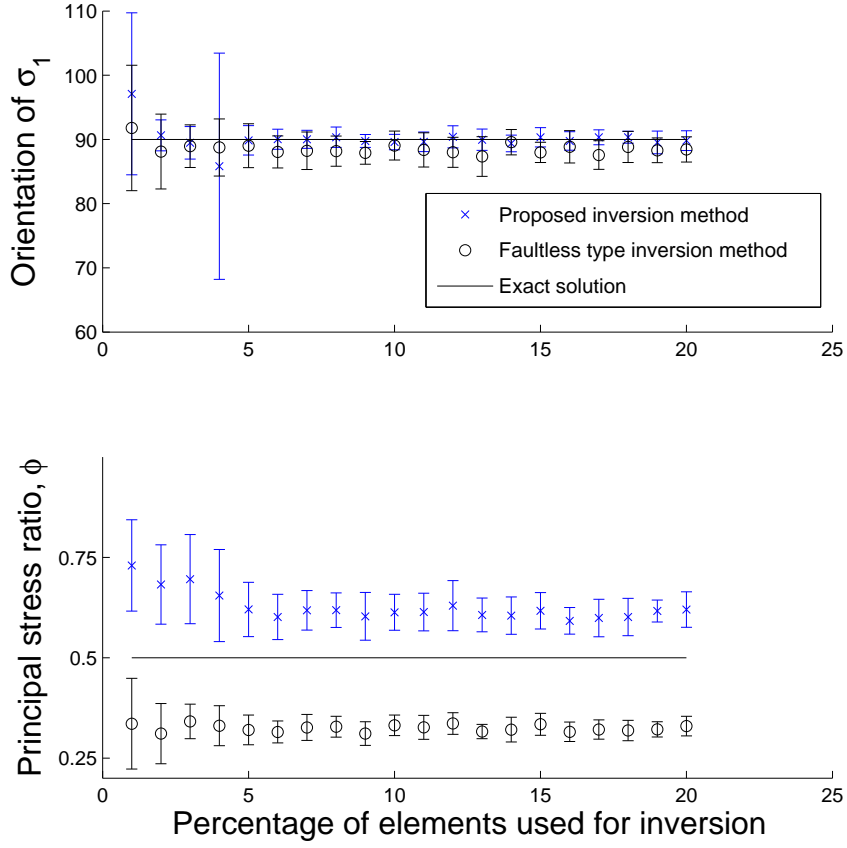 110
100
90
80
70
60
Orientation of σ1
Proposed inversion method
Faultless type inversion method
Exact solution
0 5 10 15 20 25
0.75
0.5
0.25
Principal stress ratio, ϕ
0 5 10 15 20 25
Percentage of elements used for inversion